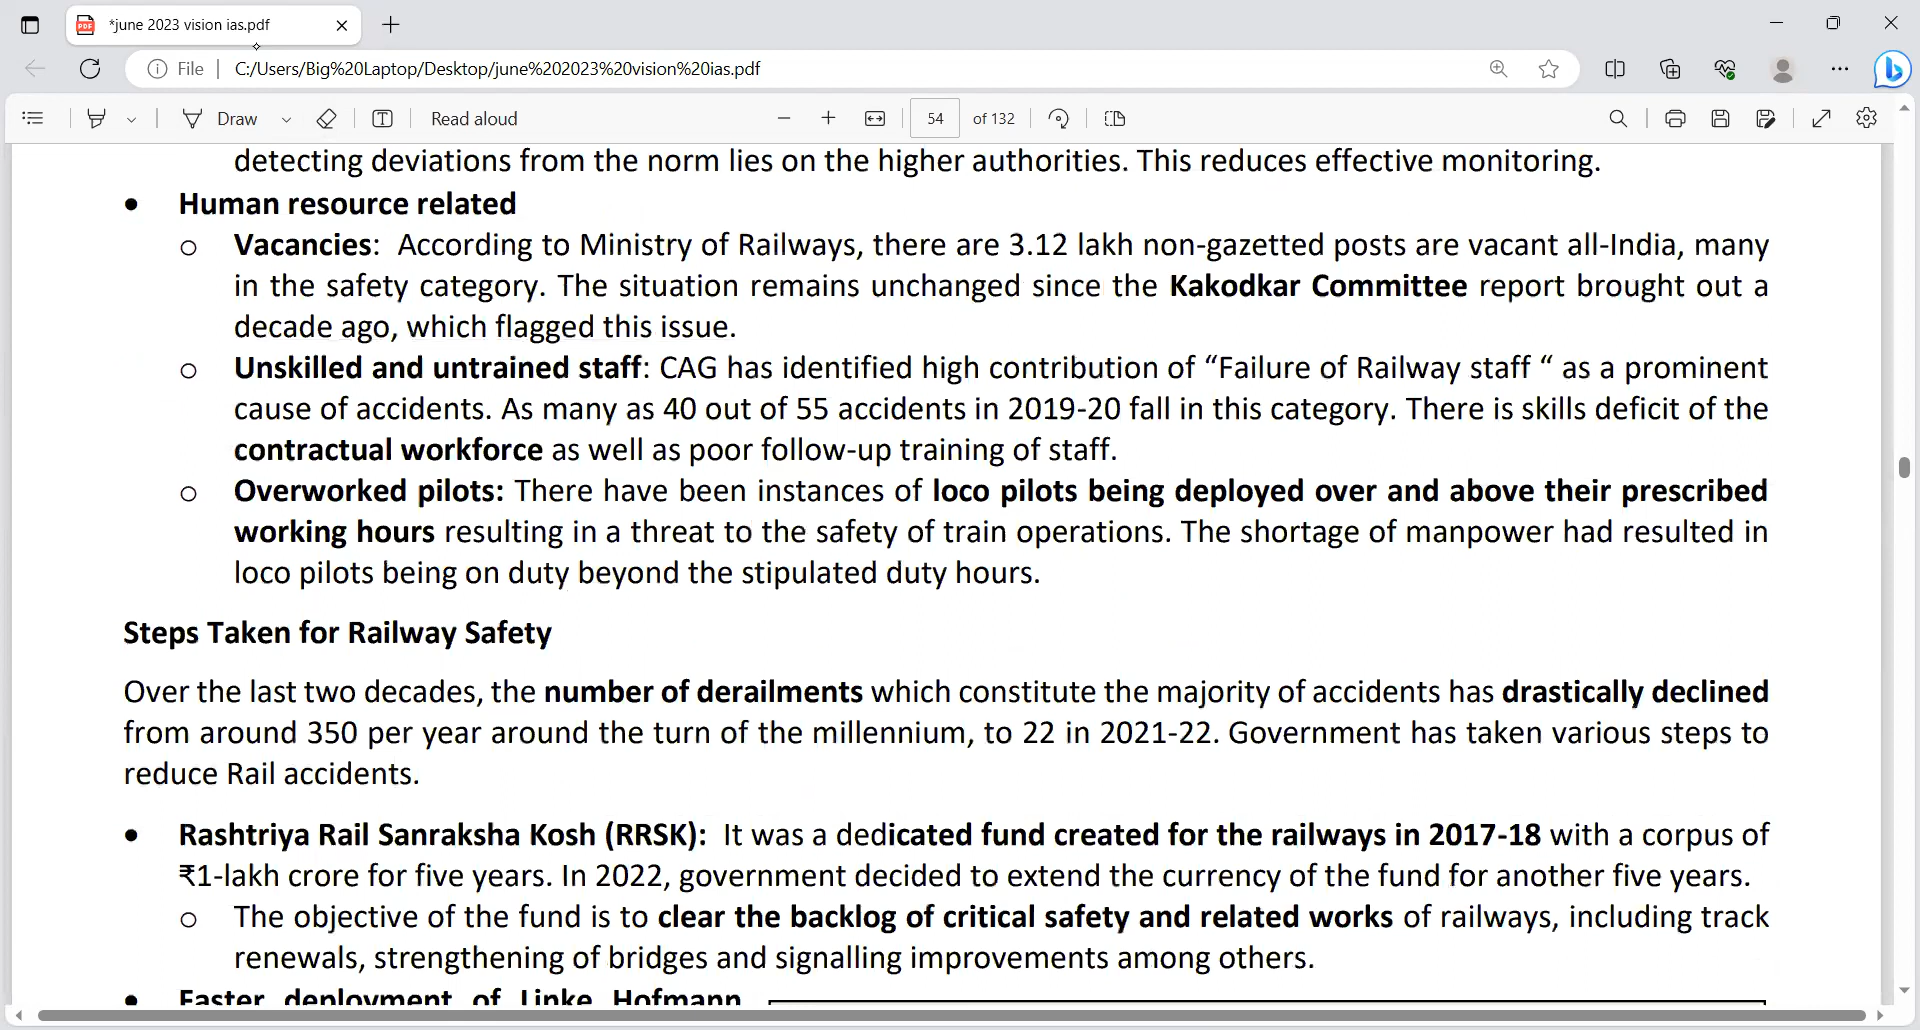 *june 2023 vision ias.pdf
File
C:/Users/Big%20Laptop/Desktop/june%202023%20vision%20ias.pdf
Draw
Read aloud
54 of 132
detecting deviations from the norm lies on the higher authorities. This reduces effective monitoring.
• Human resource related
o Vacancies: According to Ministry of Railways, there are 3.12 lakh non-gazetted posts are vacant all-India, many
in the safety category. The situation remains unchanged since the Kakodkar Committee report brought out a
decade ago, which flagged this issue.
o Unskilled and untrained staff: CAG has identified high contribution of “Failure of Railway staff “ as a prominent
cause of accidents. As many as 40 out of 55 accidents in 2019-20 fall in this category. There is skills deficit of the
contractual workforce as well as poor follow-up training of staff.
o Overworked pilots: There have been instances of loco pilots being deployed over and above their prescribed
working hours resulting in a threat to the safety of train operations. The shortage of manpower had resulted in
loco pilots being on duty beyond the stipulated duty hours.
Steps Taken for Railway Safety
Over the last two decades, the number of derailments which constitute the majority of accidents has drastically declined
from around 350 per year around the turn of the millennium, to 22 in 2021-22. Government has taken various steps to
reduce Rail accidents.
• Rashtriya Rail Sanraksha Kosh (RRSK): It was a dedicated fund created for the railways in 2017-18 with a corpus of
₹1-lakh crore for five years. In 2022, government decided to extend the currency of the fund for another five years.
o The objective of the fund is to clear the backlog of critical safety and related works of railways, including track
renewals, strengthening of bridges and signalling improvements among others.
• Faster deployment of Linke Hofmann